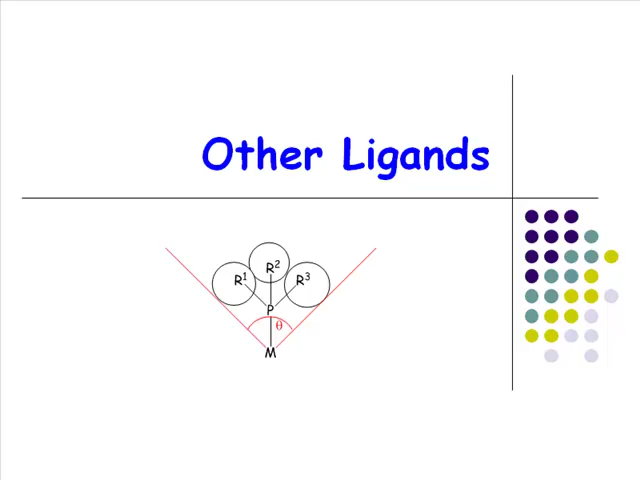 Other Ligands
R2
R1 R3
P
θ
M